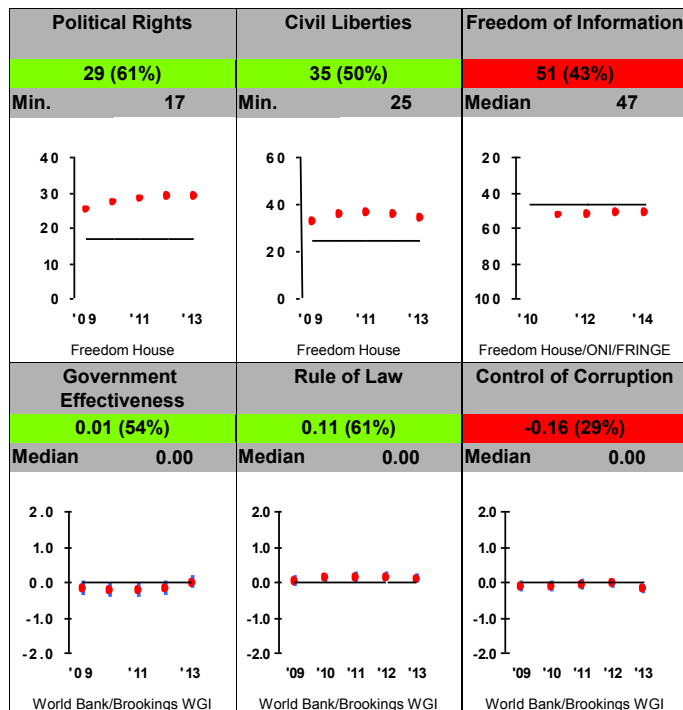 Political Rights
29 (61%)
Min. 17
40
30
20
10
0
'09 '11 '13
Freedom House
Civil Liberties
35 (50%)
Min. 25
60
40
20
0
'09 '11 '13
Freedom House
Freedom of Information
51 (43%)
Median 47
20
40
60
80
100
'10 '12 '14
Freedom House/ONI/FRINGE
Government
Effectiveness
0.01 (54%)
Median 0.00
2.0
1.0
0.0
-1.0
-2.0
'09 '11 '13
World Bank/Brookings WGI
Rule of Law
0.11 (61%)
Median 0.00
2.0
1.0
0.0
-1.0
-2.0
'09 '10 '11 '12 '13
World Bank/Brookings WGI
Control of Corruption
-0.16 (29%)
Median 0.00
2.0
1.0
0.0
-1.0
-2.0
'09 '10 '11 '12 '13
World Bank/Brookings WGI